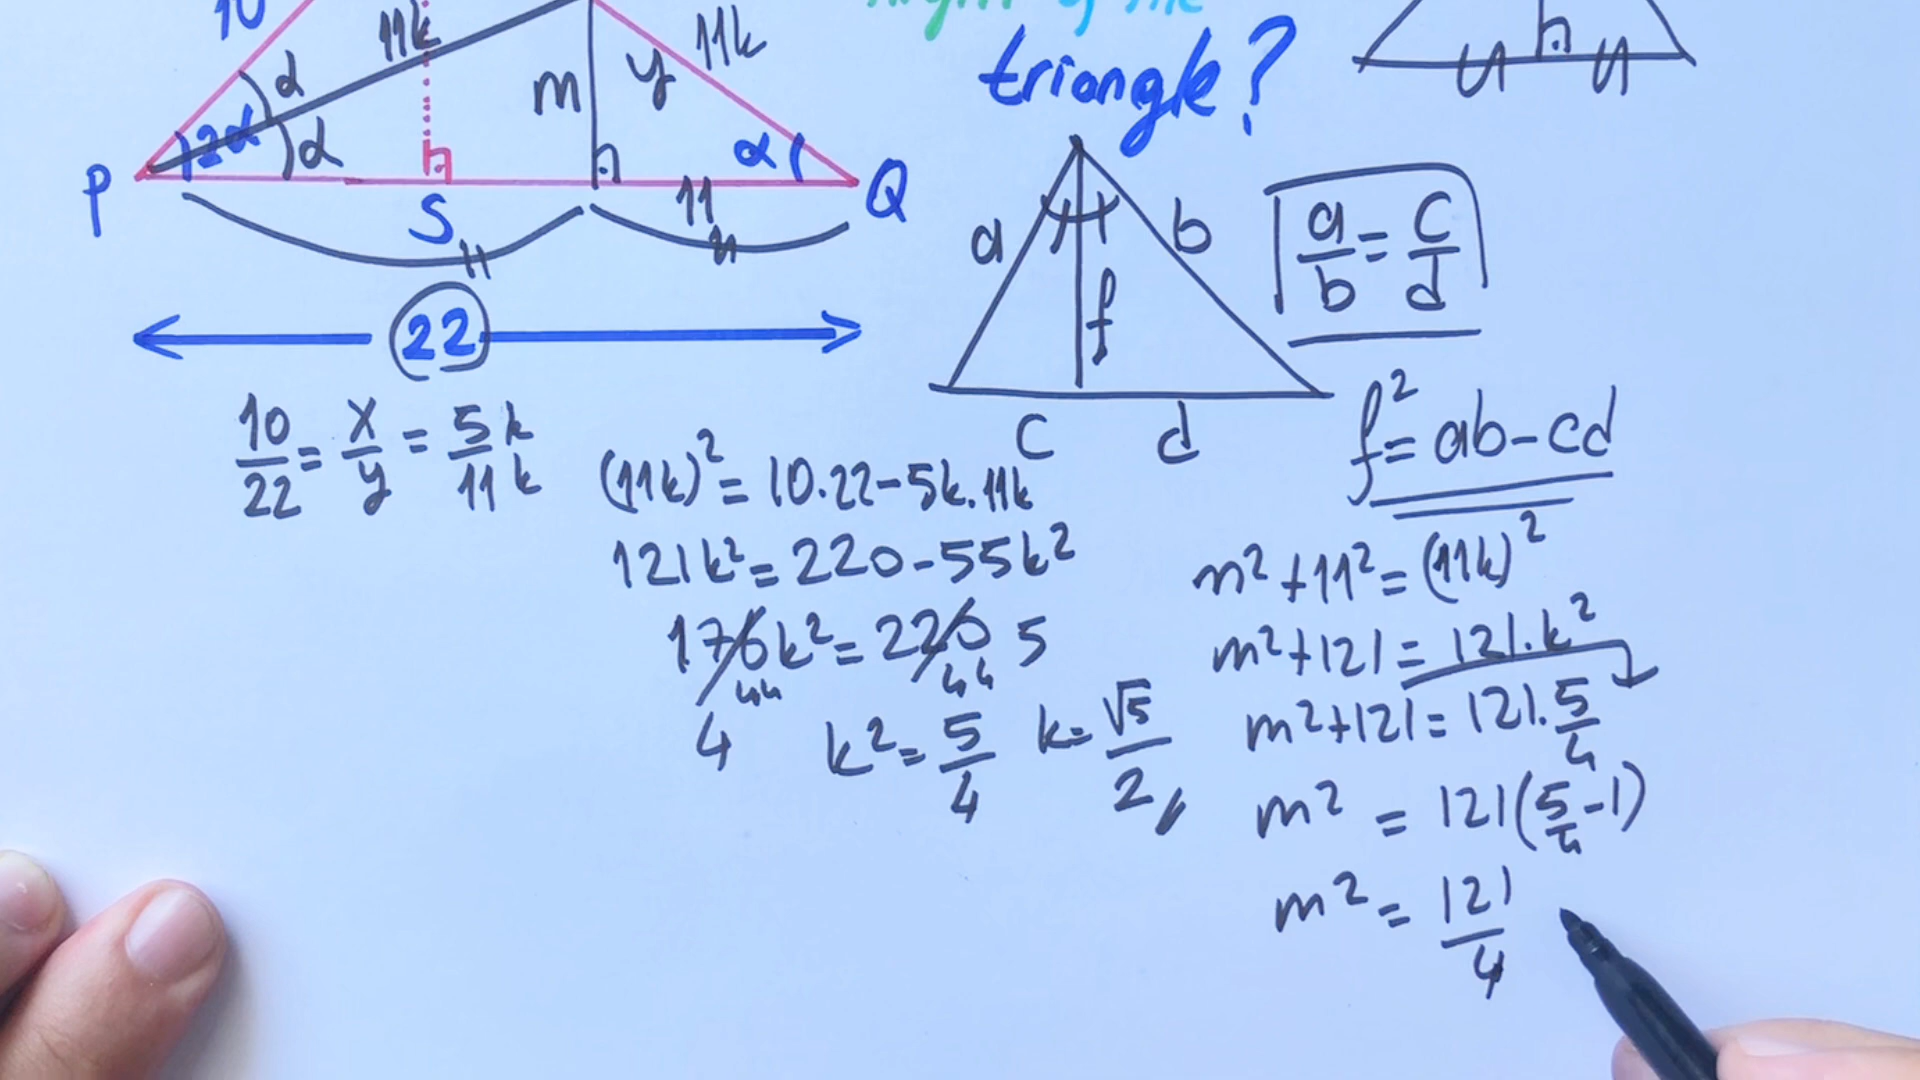 10
11k
11k
m
y
α
2α
α
α
P
S
11
Q
22
triangle?
a
b
f
c
d
a/b = c/d
f² = ab-cd
10/22 = x/y = 5k/11k
(11k)² = 10.22-5k.11k
121k² = 220-55k²
176k² = 220 5
44 44
4
k² = 5/4 k = √5/2
m²+11² = (11k)²
m²+121 = 121.k²
m²+121 = 121.5/4
m² = 121(5/4-1)
m² = 121/4